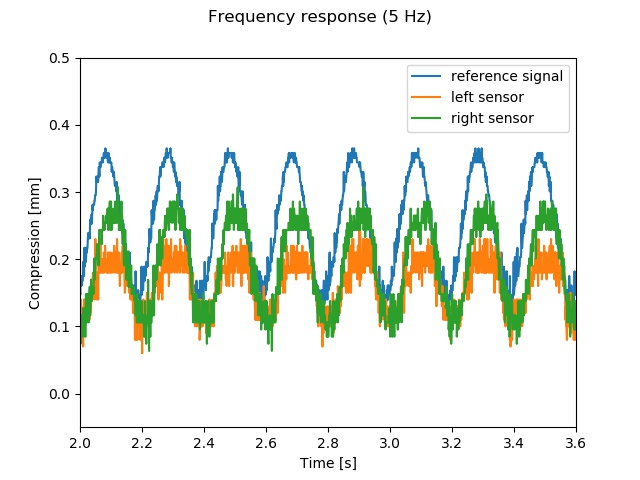 Frequency response (5 Hz)
0.5
reference signal
left sensor
right sensor
0.4
0.3
0.2
0.1
0.0
Compression [mm]
2.0 2.2 2.4 2.6 2.8 3.0 3.2 3.4 3.6
Time [s]